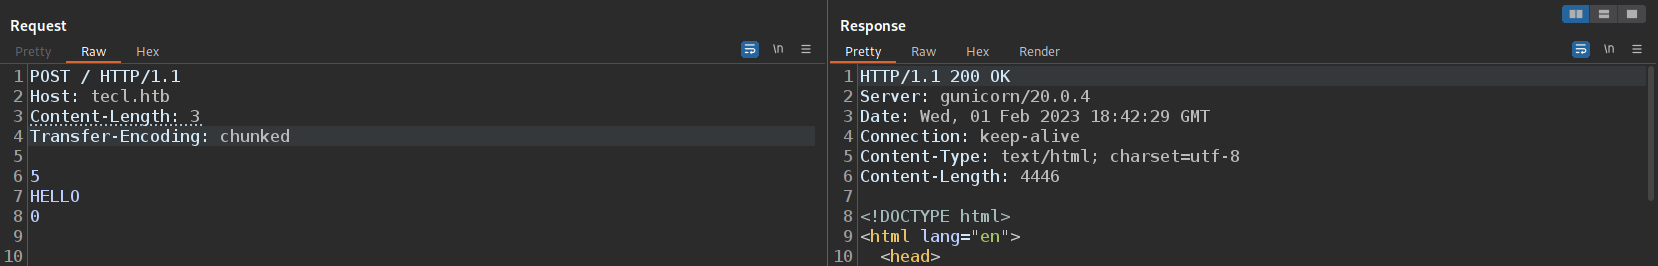 Request
Pretty Raw Hex \n
1 POST / HTTP/1.1
2 Host: tecl.htb
3 Content-Length: 3
4 Transfer-Encoding: chunked
5
6 5
7 HELLO
8 0
9
10
Response
Pretty Raw Hex Render \n
1 HTTP/1.1 200 OK
2 Server: gunicorn/20.0.4
3 Date: Wed, 01 Feb 2023 18:42:29 GMT
4 Connection: keep-alive
5 Content-Type: text/html; charset=utf-8
6 Content-Length: 4446
7
8 <!DOCTYPE html>
9 <html lang="en">
10 <head>